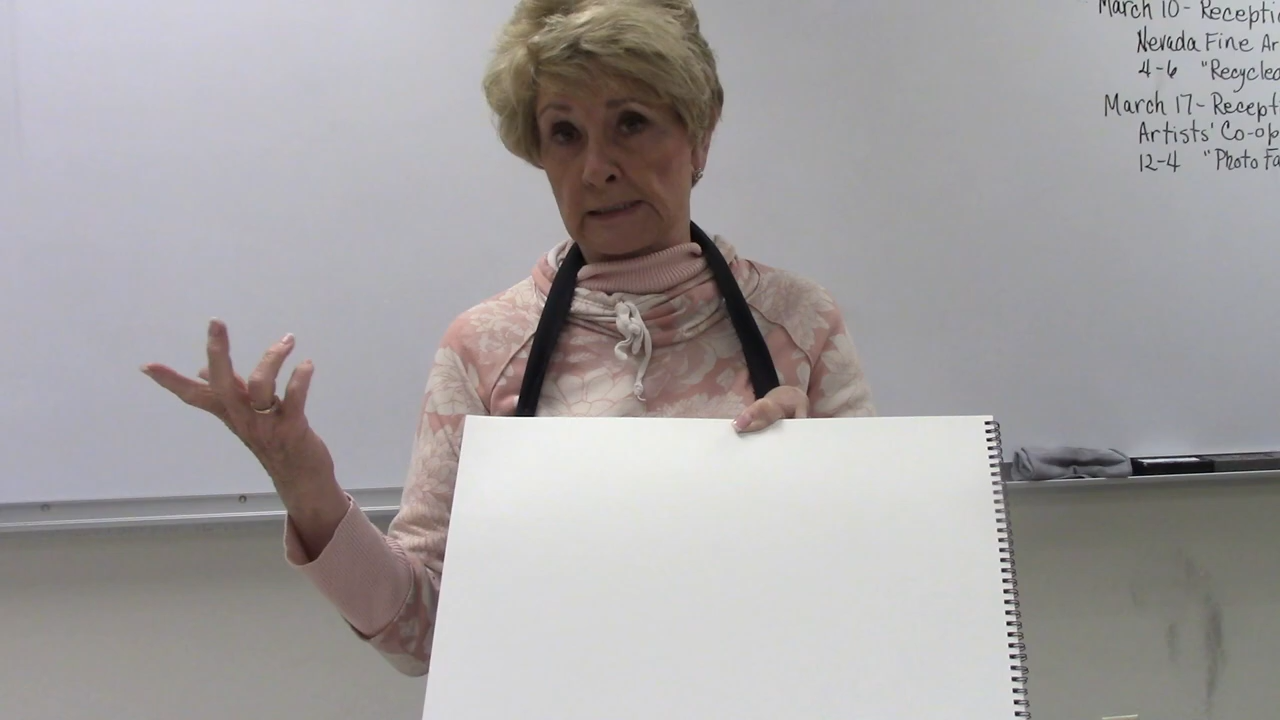 March 10 - Receptio
Nevada Fine Ar
4-6 "Recycled
March 17 - Recept
Artists' Co-op
12-4 "Photo Fa